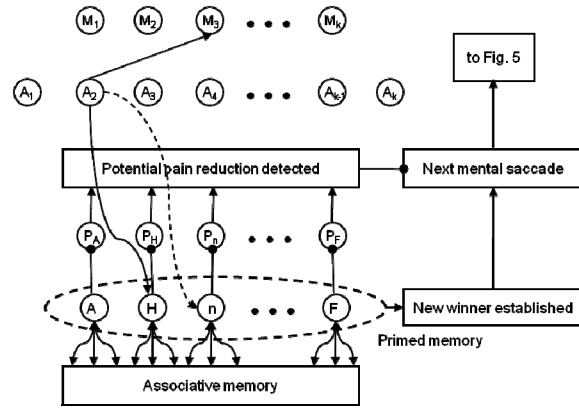 M1 M2 M3 • • • Mk
to Fig. 5
A1 A2 A3 A4 • • • Ak-1 Ak
Potential pain reduction detected
Next mental saccade
PA PH Pn • • • PF
A H n • • • F
New winner established
Primed memory
Associative memory